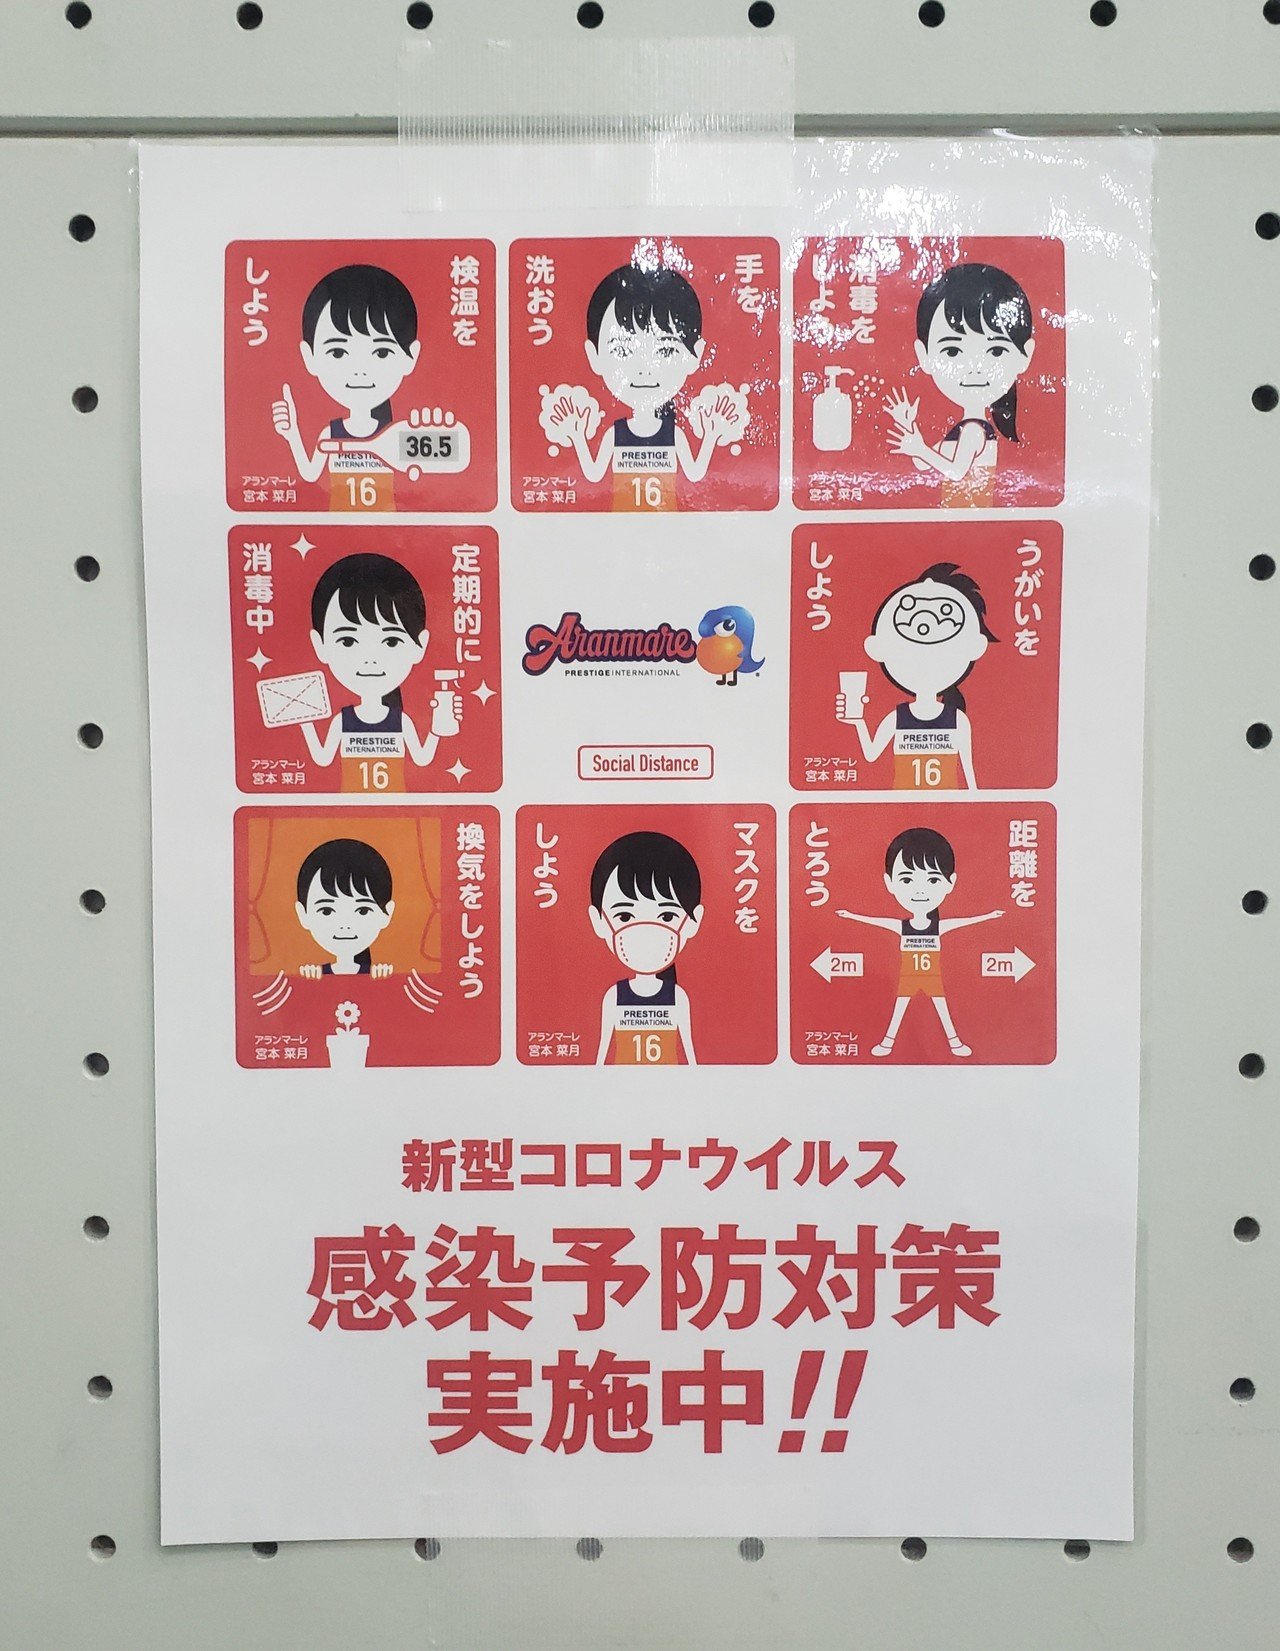 検温を
しよう
36.5
PRESTIGE
INTERNATIONAL
16
アランマーレ
宮本 菜月
手を
洗おう
PRESTIGE
INTERNATIONAL
16
アランマーレ
宮本 菜月
消毒を
しよう
アランマーレ
宮本 菜月
定期的に
消毒中
PRESTIGE
INTERNATIONAL
16
アランマーレ
宮本 菜月
Aranmare
PRESTIGE INTERNATIONAL
Social Distance
うがいを
しよう
PRESTIGE
INTERNATIONAL
16
アランマーレ
宮本 菜月
換気をしよう
アランマーレ
宮本 菜月
マスクを
しよう
PRESTIGE
INTERNATIONAL
16
アランマーレ
宮本 菜月
距離を
とろう
2m
2m
PRESTIGE
INTERNATIONAL
16
アランマーレ
宮本 菜月
新型コロナウイルス
感染予防対策
実施中!!